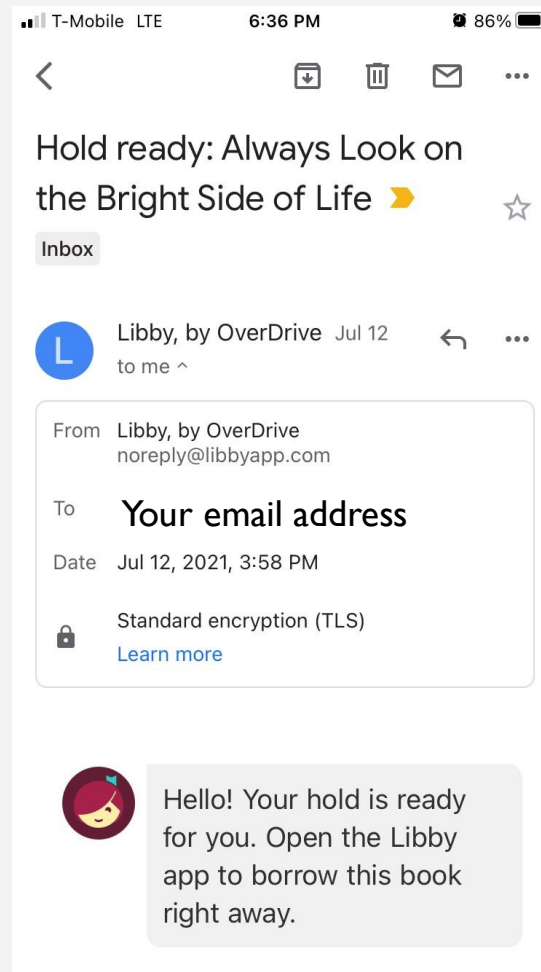 T-Mobile LTE 6:36 PM 86%
Hold ready: Always Look on
the Bright Side of Life
Inbox
L
Libby, by OverDrive Jul 12
to me
From Libby, by OverDrive
noreply@libbyapp.com
To Your email address
Date Jul 12, 2021, 3:58 PM
Standard encryption (TLS)
Learn more
Hello! Your hold is ready
for you. Open the Libby
app to borrow this book
right away.